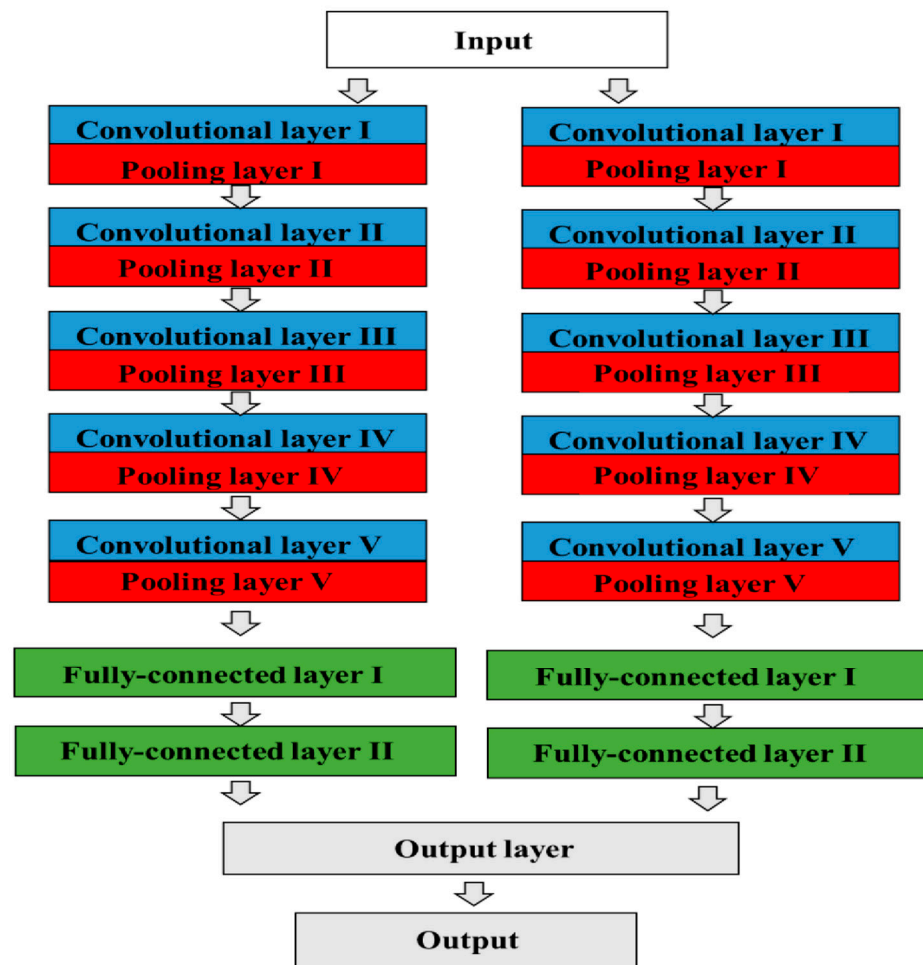 Input
Convolutional layer I
Pooling layer I
Convolutional layer II
Pooling layer II
Convolutional layer III
Pooling layer III
Convolutional layer IV
Pooling layer IV
Convolutional layer V
Pooling layer V
Fully-connected layer I
Fully-connected layer II
Convolutional layer I
Pooling layer I
Convolutional layer II
Pooling layer II
Convolutional layer III
Pooling layer III
Convolutional layer IV
Pooling layer IV
Convolutional layer V
Pooling layer V
Fully-connected layer I
Fully-connected layer II
Output layer
Output